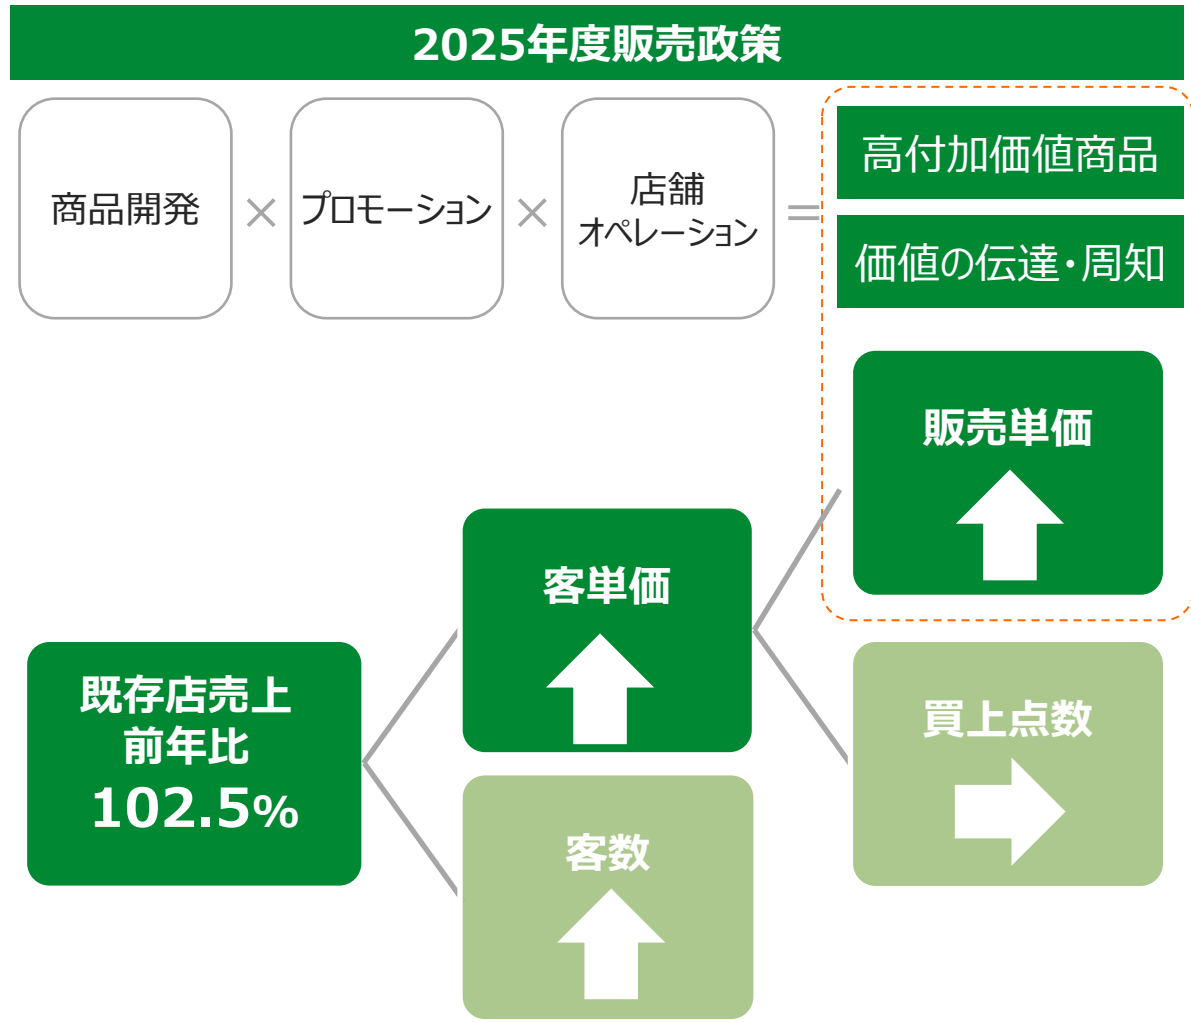 2025年度販売政策
商品開発
×
プロモーション
×
店舗
オペレーション
=
高付加価値商品
価値の伝達・周知
販売単価
客単価
既存店売上
前年比
102.5%
買上点数
客数